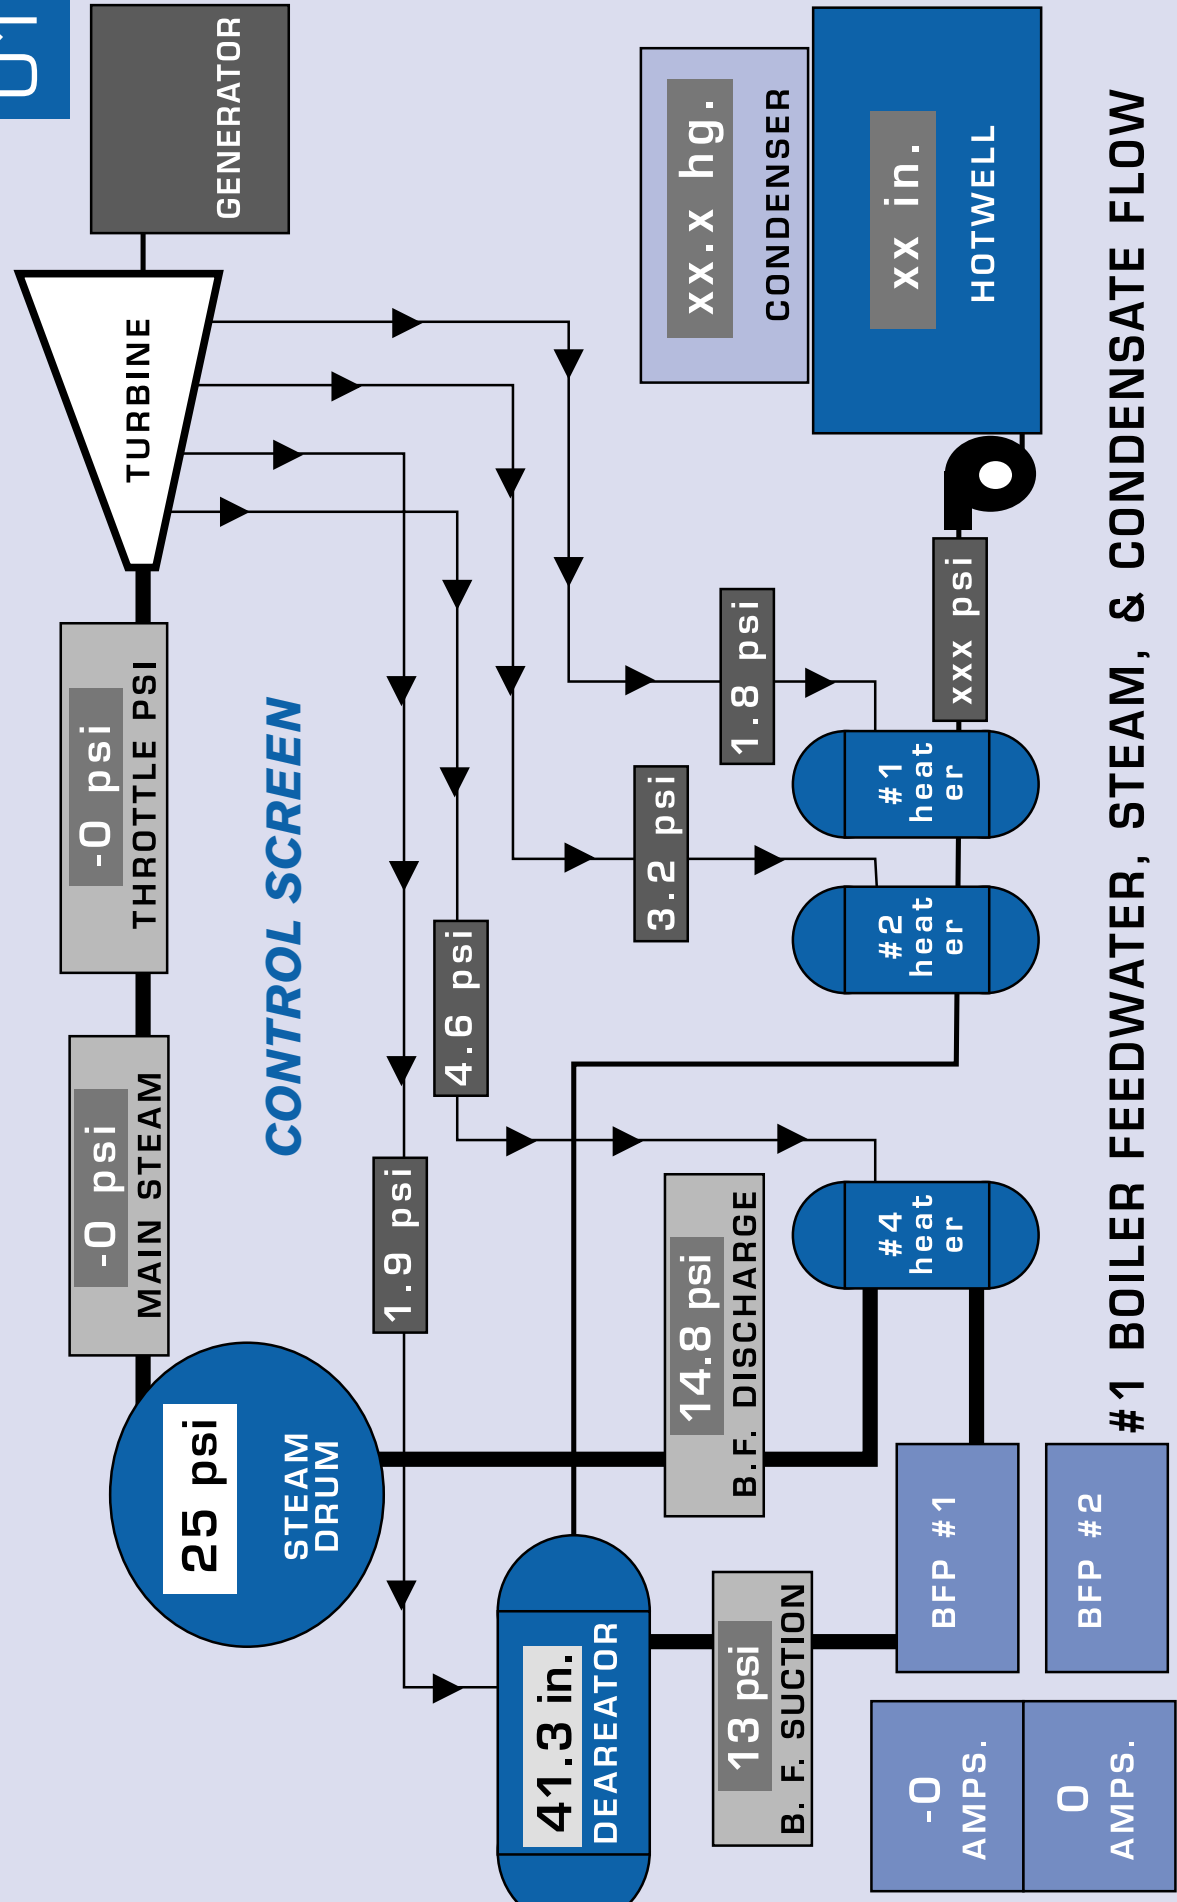 GENERATOR
TURBINE
-0 psi
THROTTLE PSI
-0 psi
MAIN STEAM
25 psi
STEAM
DRUM
CONTROL SCREEN
xx.x hg.
CONDENSER
xx in.
HOTWELL
xxx psi
1.8 psi
3.2 psi
4.6 psi
1.9 psi
#1
heat
er
#2
heat
er
#4
heat
er
14.8 psi
B.F. DISCHARGE
41.3 in.
DEAREATOR
13 psi
B. F. SUCTION
BFP #1
BFP #2
-0
AMPS.
0
AMPS.
#1 BOILER FEEDWATER, STEAM, & CONDENSATE FLOW